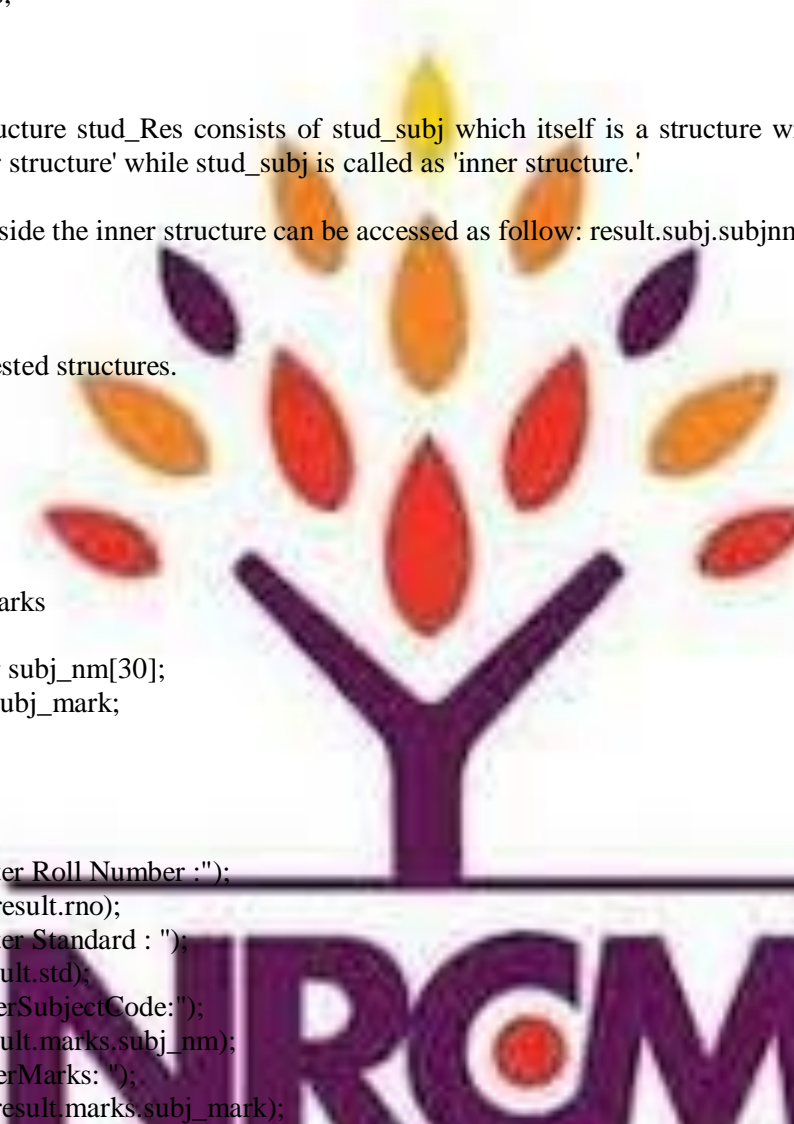 ucture stud_Res consists of stud_subj which itself is a structure w
r structure' while stud_subj is called as 'inner structure.'
side the inner structure can be accessed as follow: result.subj.subjnm
ested structures.
arks
subj_nm[30];
ubj_mark;
er Roll Number :");
result.rno);
er Standard : ");
ult.std);
erSubjectCode:");
ult.marks.subj_nm);
erMarks: ");
result.marks.subj_mark);
NRCM